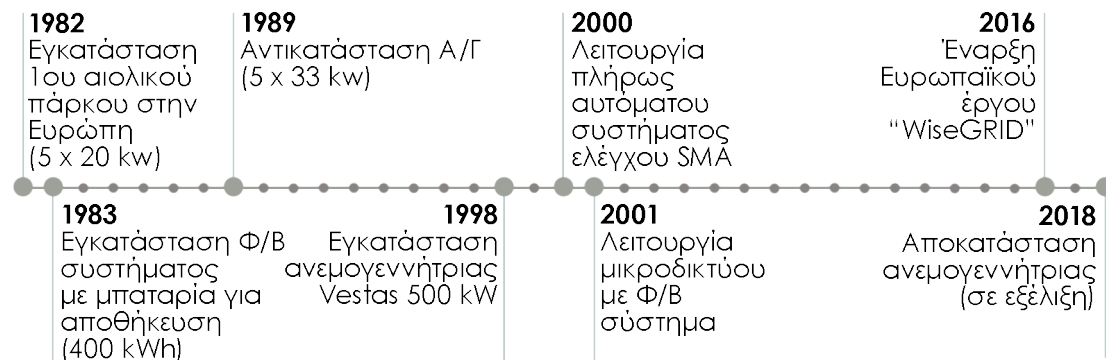 1982
Εγκατάσταση
1ου αιολικού
πάρκου στην
Ευρώπη
(5 x 20 kw)
1989
Αντικατάσταση Α/Γ
(5 x 33 kw)
2000
Λειτουργία
πλήρως
αυτόματου
συστήματος
ελέγχου SMA
2016
Έναρξη
Ευρωπαϊκού
έργου
“WiseGRID”
1983
Εγκατάσταση Φ/Β
συστήματος
με μπαταρία για
αποθήκευση
(400 kWh)
1998
Εγκατάσταση
ανεμογεννήτριας
Vestas 500 kW
2001
Λειτουργία
μικροδικτύου
με Φ/Β
σύστημα
2018
Αποκατάσταση
ανεμογεννήτριας
(σε εξέλιξη)